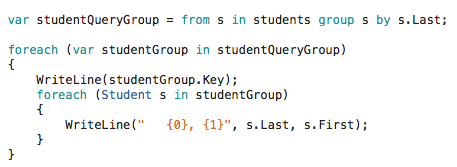 var studentQueryGroup = from s in students group s by s.Last;

foreach (var studentGroup in studentQueryGroup)
{
    WriteLine(studentGroup.Key);
    foreach (Student s in studentGroup)
    {
        WriteLine("   {0}, {1}", s.Last, s.First);
    }
}